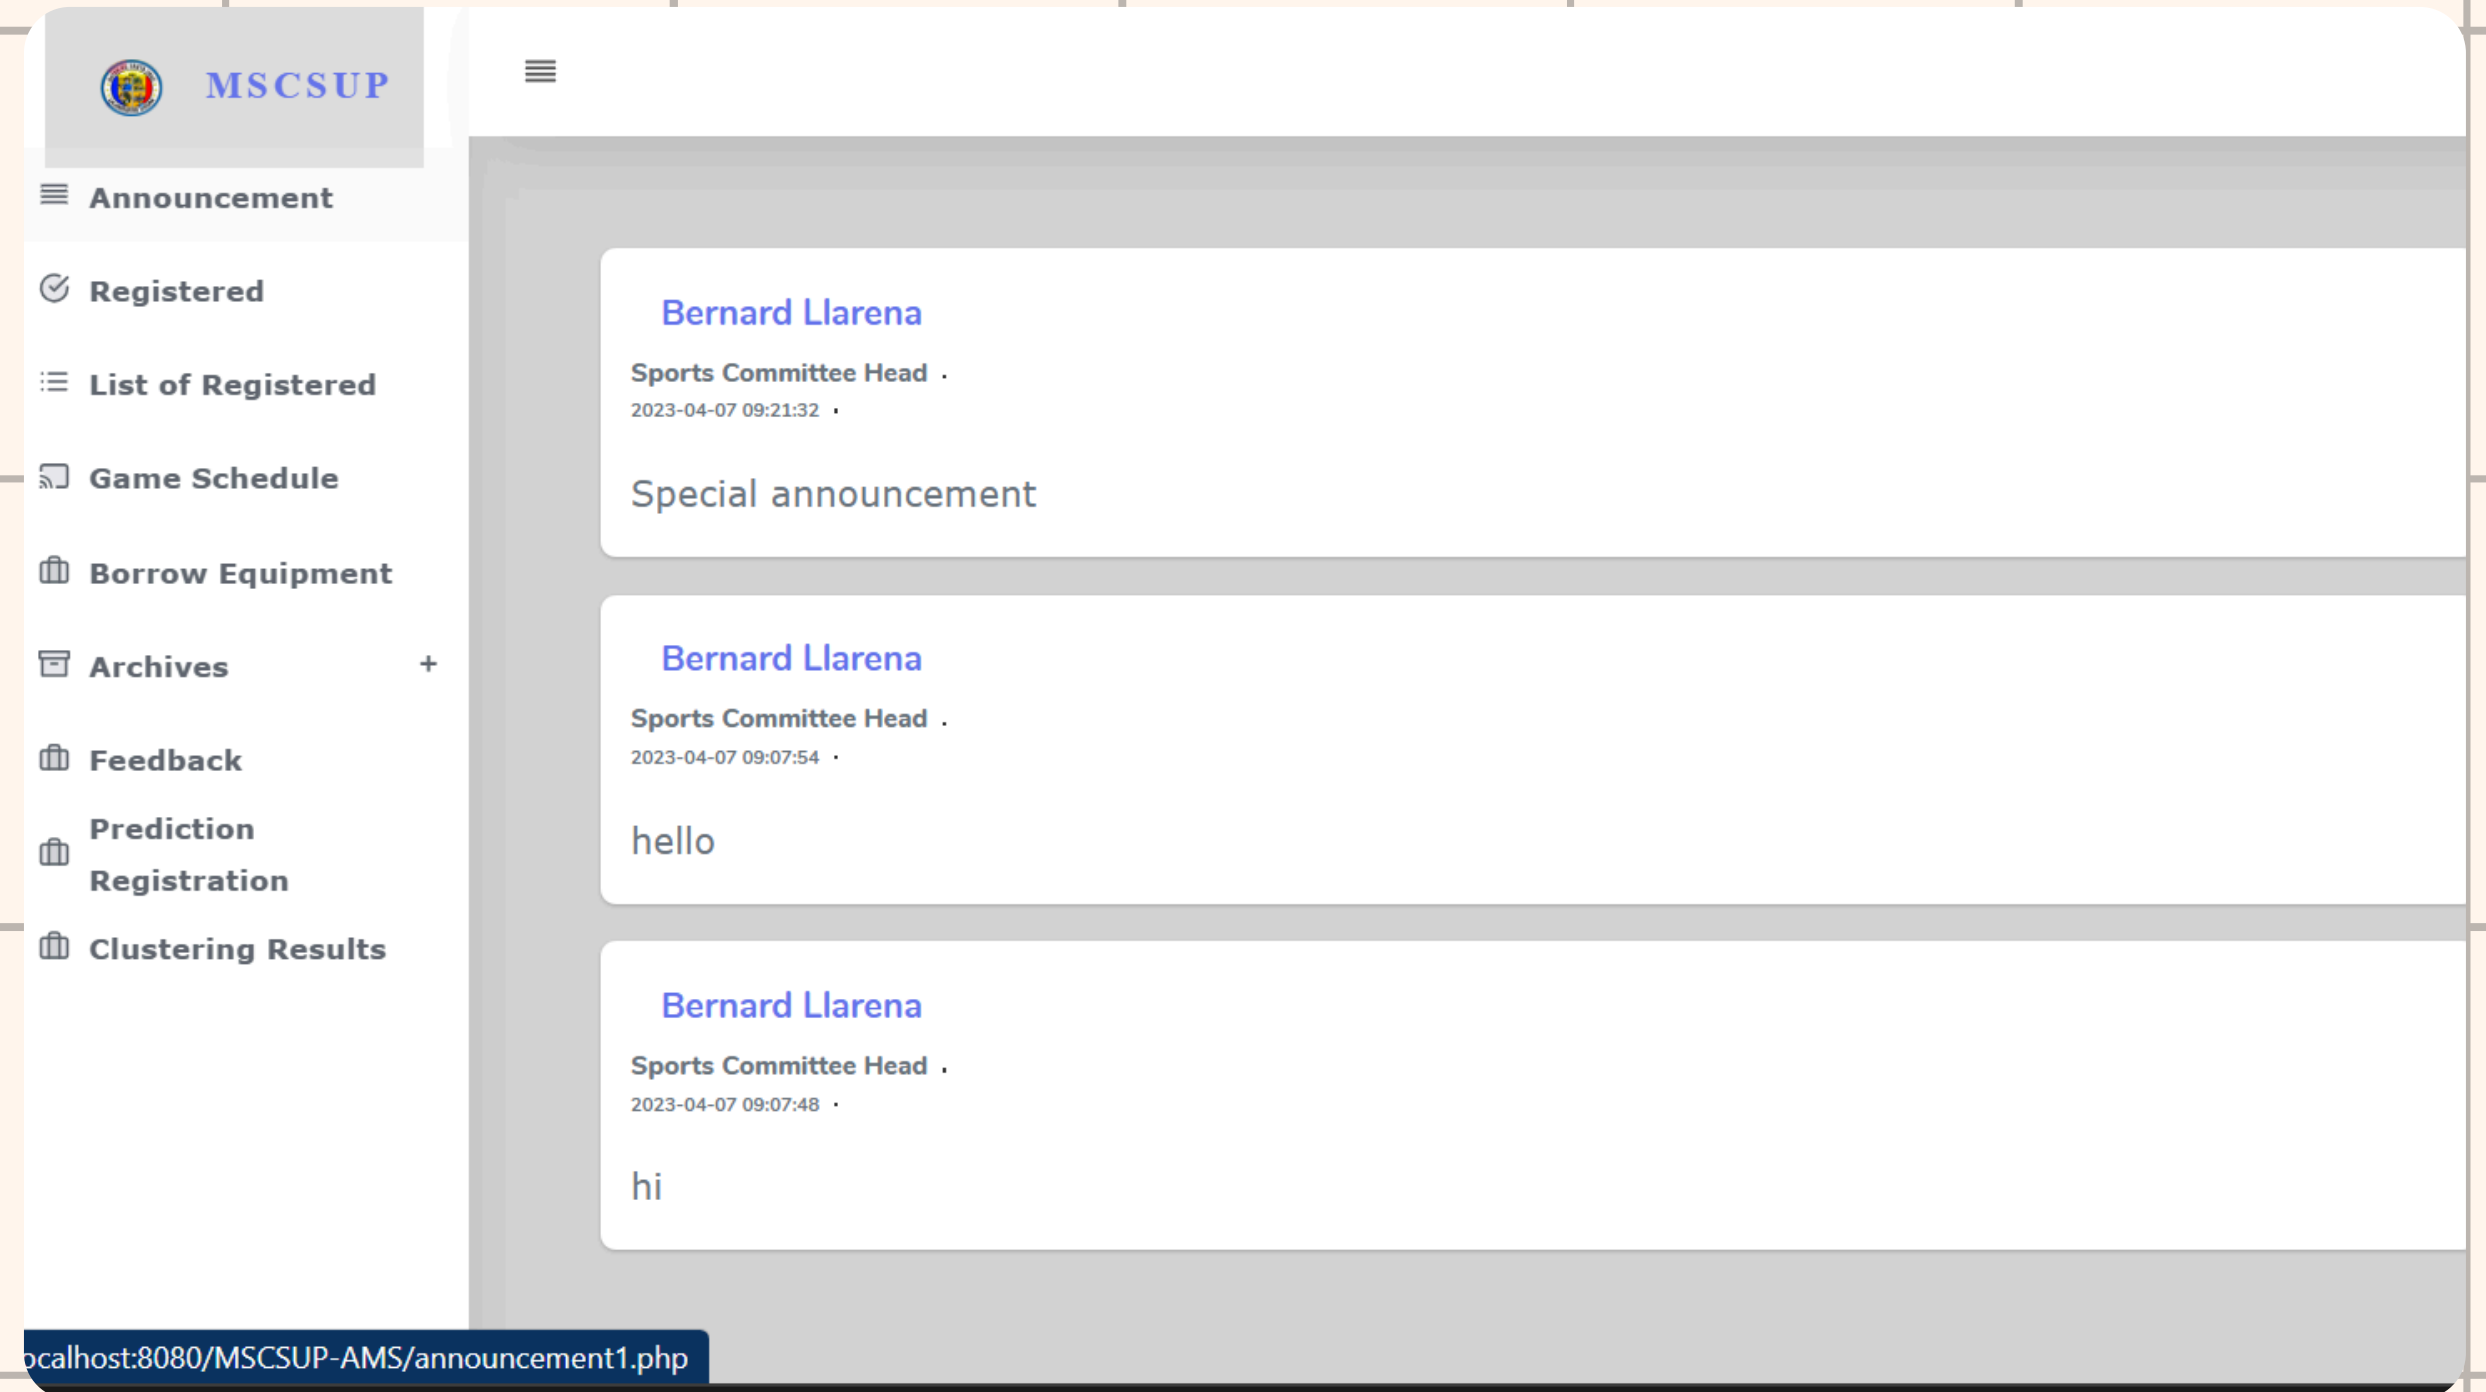 MSCSUP
Announcement
Registered
List of Registered
Game Schedule
Borrow Equipment
Archives +
Feedback
Prediction
Registration
Clustering Results
Bernard Llarena
Sports Committee Head .
2023-04-07 09:21:32 ·
Special announcement
Bernard Llarena
Sports Committee Head .
2023-04-07 09:07:54 ·
hello
Bernard Llarena
Sports Committee Head .
2023-04-07 09:07:48 ·
hi
ocalhost:8080/MSCSUP-AMS/announcement1.php